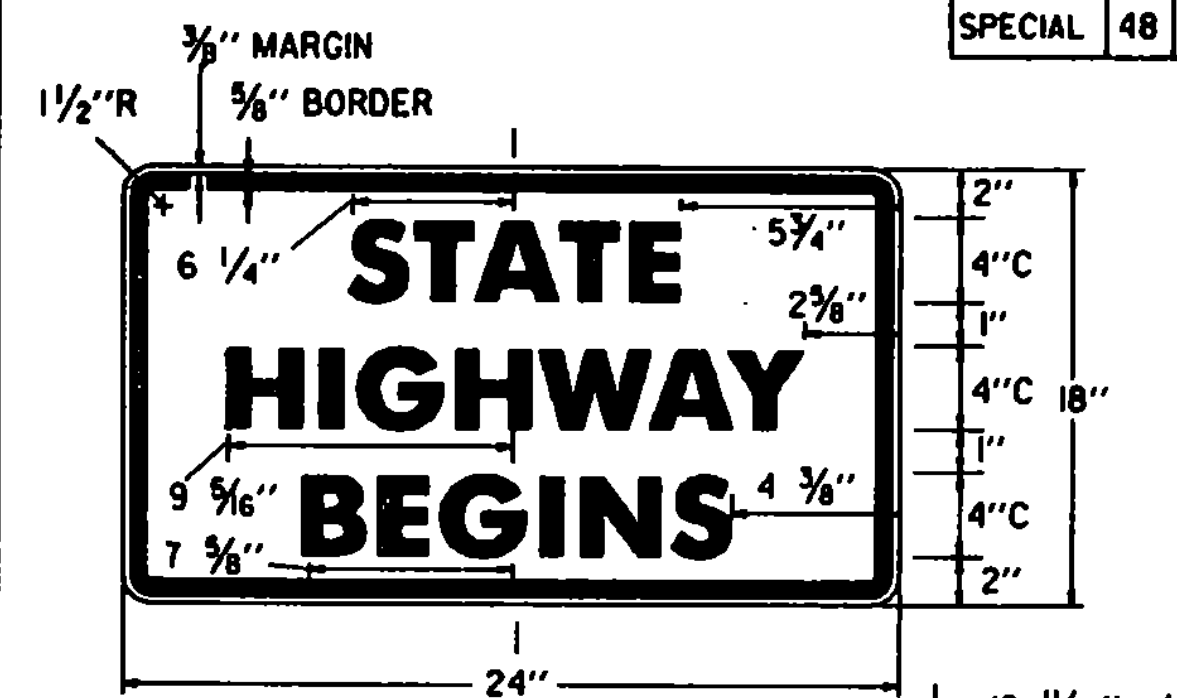 SPECIAL 48
3/8" MARGIN
1 1/2"R 5/8" BORDER
2"
6 1/4" STATE 5 3/4" 4"C
2 5/8" 1"
HIGHWAY 4"C 18"
1"
9 5/16" BEGINS 4 3/8" 4"C
7 5/8" 2"
24"